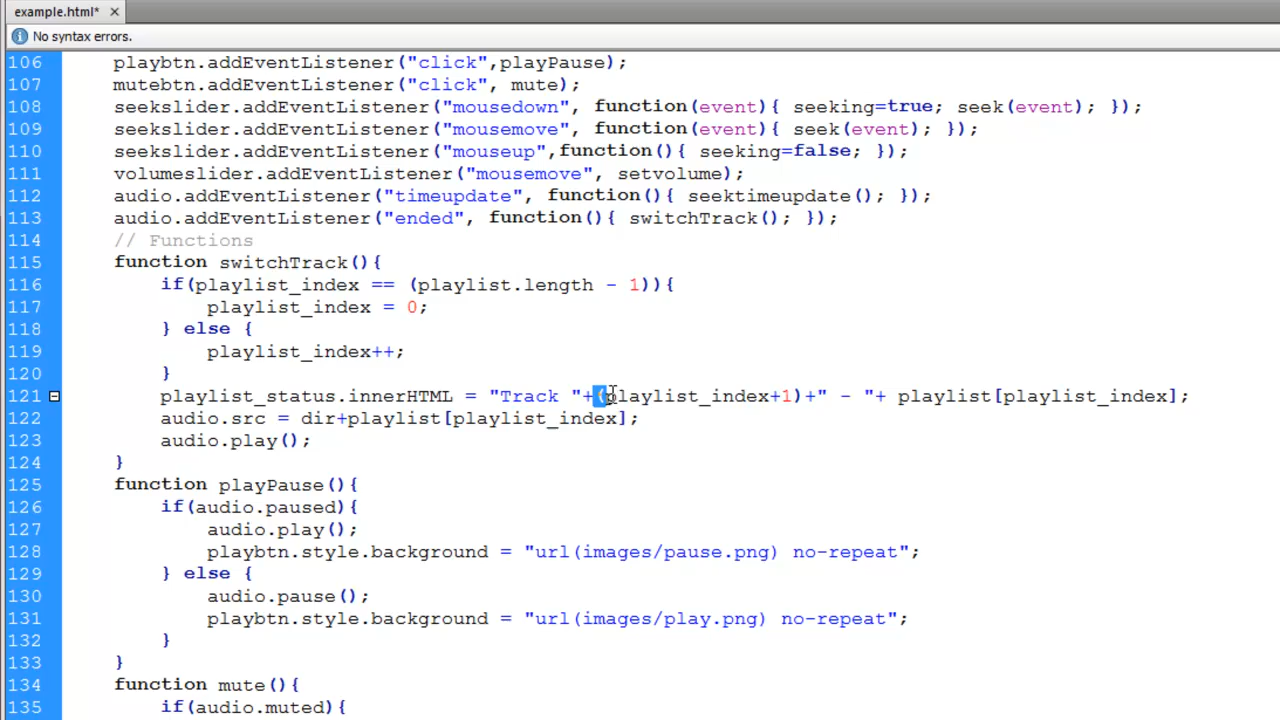 example.html* ×
No syntax errors.
106 playbtn.addEventListener("click",playPause);
107 mutebtn.addEventListener("click", mute);
108 seekslider.addEventListener("mousedown", function(event){ seeking=true; seek(event); });
109 seekslider.addEventListener("mousemove", function(event){ seek(event); });
110 seekslider.addEventListener("mouseup",function(){ seeking=false; });
111 volumeslider.addEventListener("mousemove", setvolume);
112 audio.addEventListener("timeupdate", function(){ seektimeupdate(); });
113 audio.addEventListener("ended", function(){ switchTrack(); });
114 // Functions
115 function switchTrack(){
116 if(playlist_index == (playlist.length - 1)){
117 playlist_index = 0;
118 } else {
119 playlist_index++;
120 }
121 playlist_status.innerHTML = "Track "+(playlist_index+1)+" - "+ playlist[playlist_index];
122 audio.src = dir+playlist[playlist_index];
123 audio.play();
124 }
125 function playPause(){
126 if(audio.paused){
127 audio.play();
128 playbtn.style.background = "url(images/pause.png) no-repeat";
129 } else {
130 audio.pause();
131 playbtn.style.background = "url(images/play.png) no-repeat";
132 }
133 }
134 function mute(){
135 if(audio.muted){